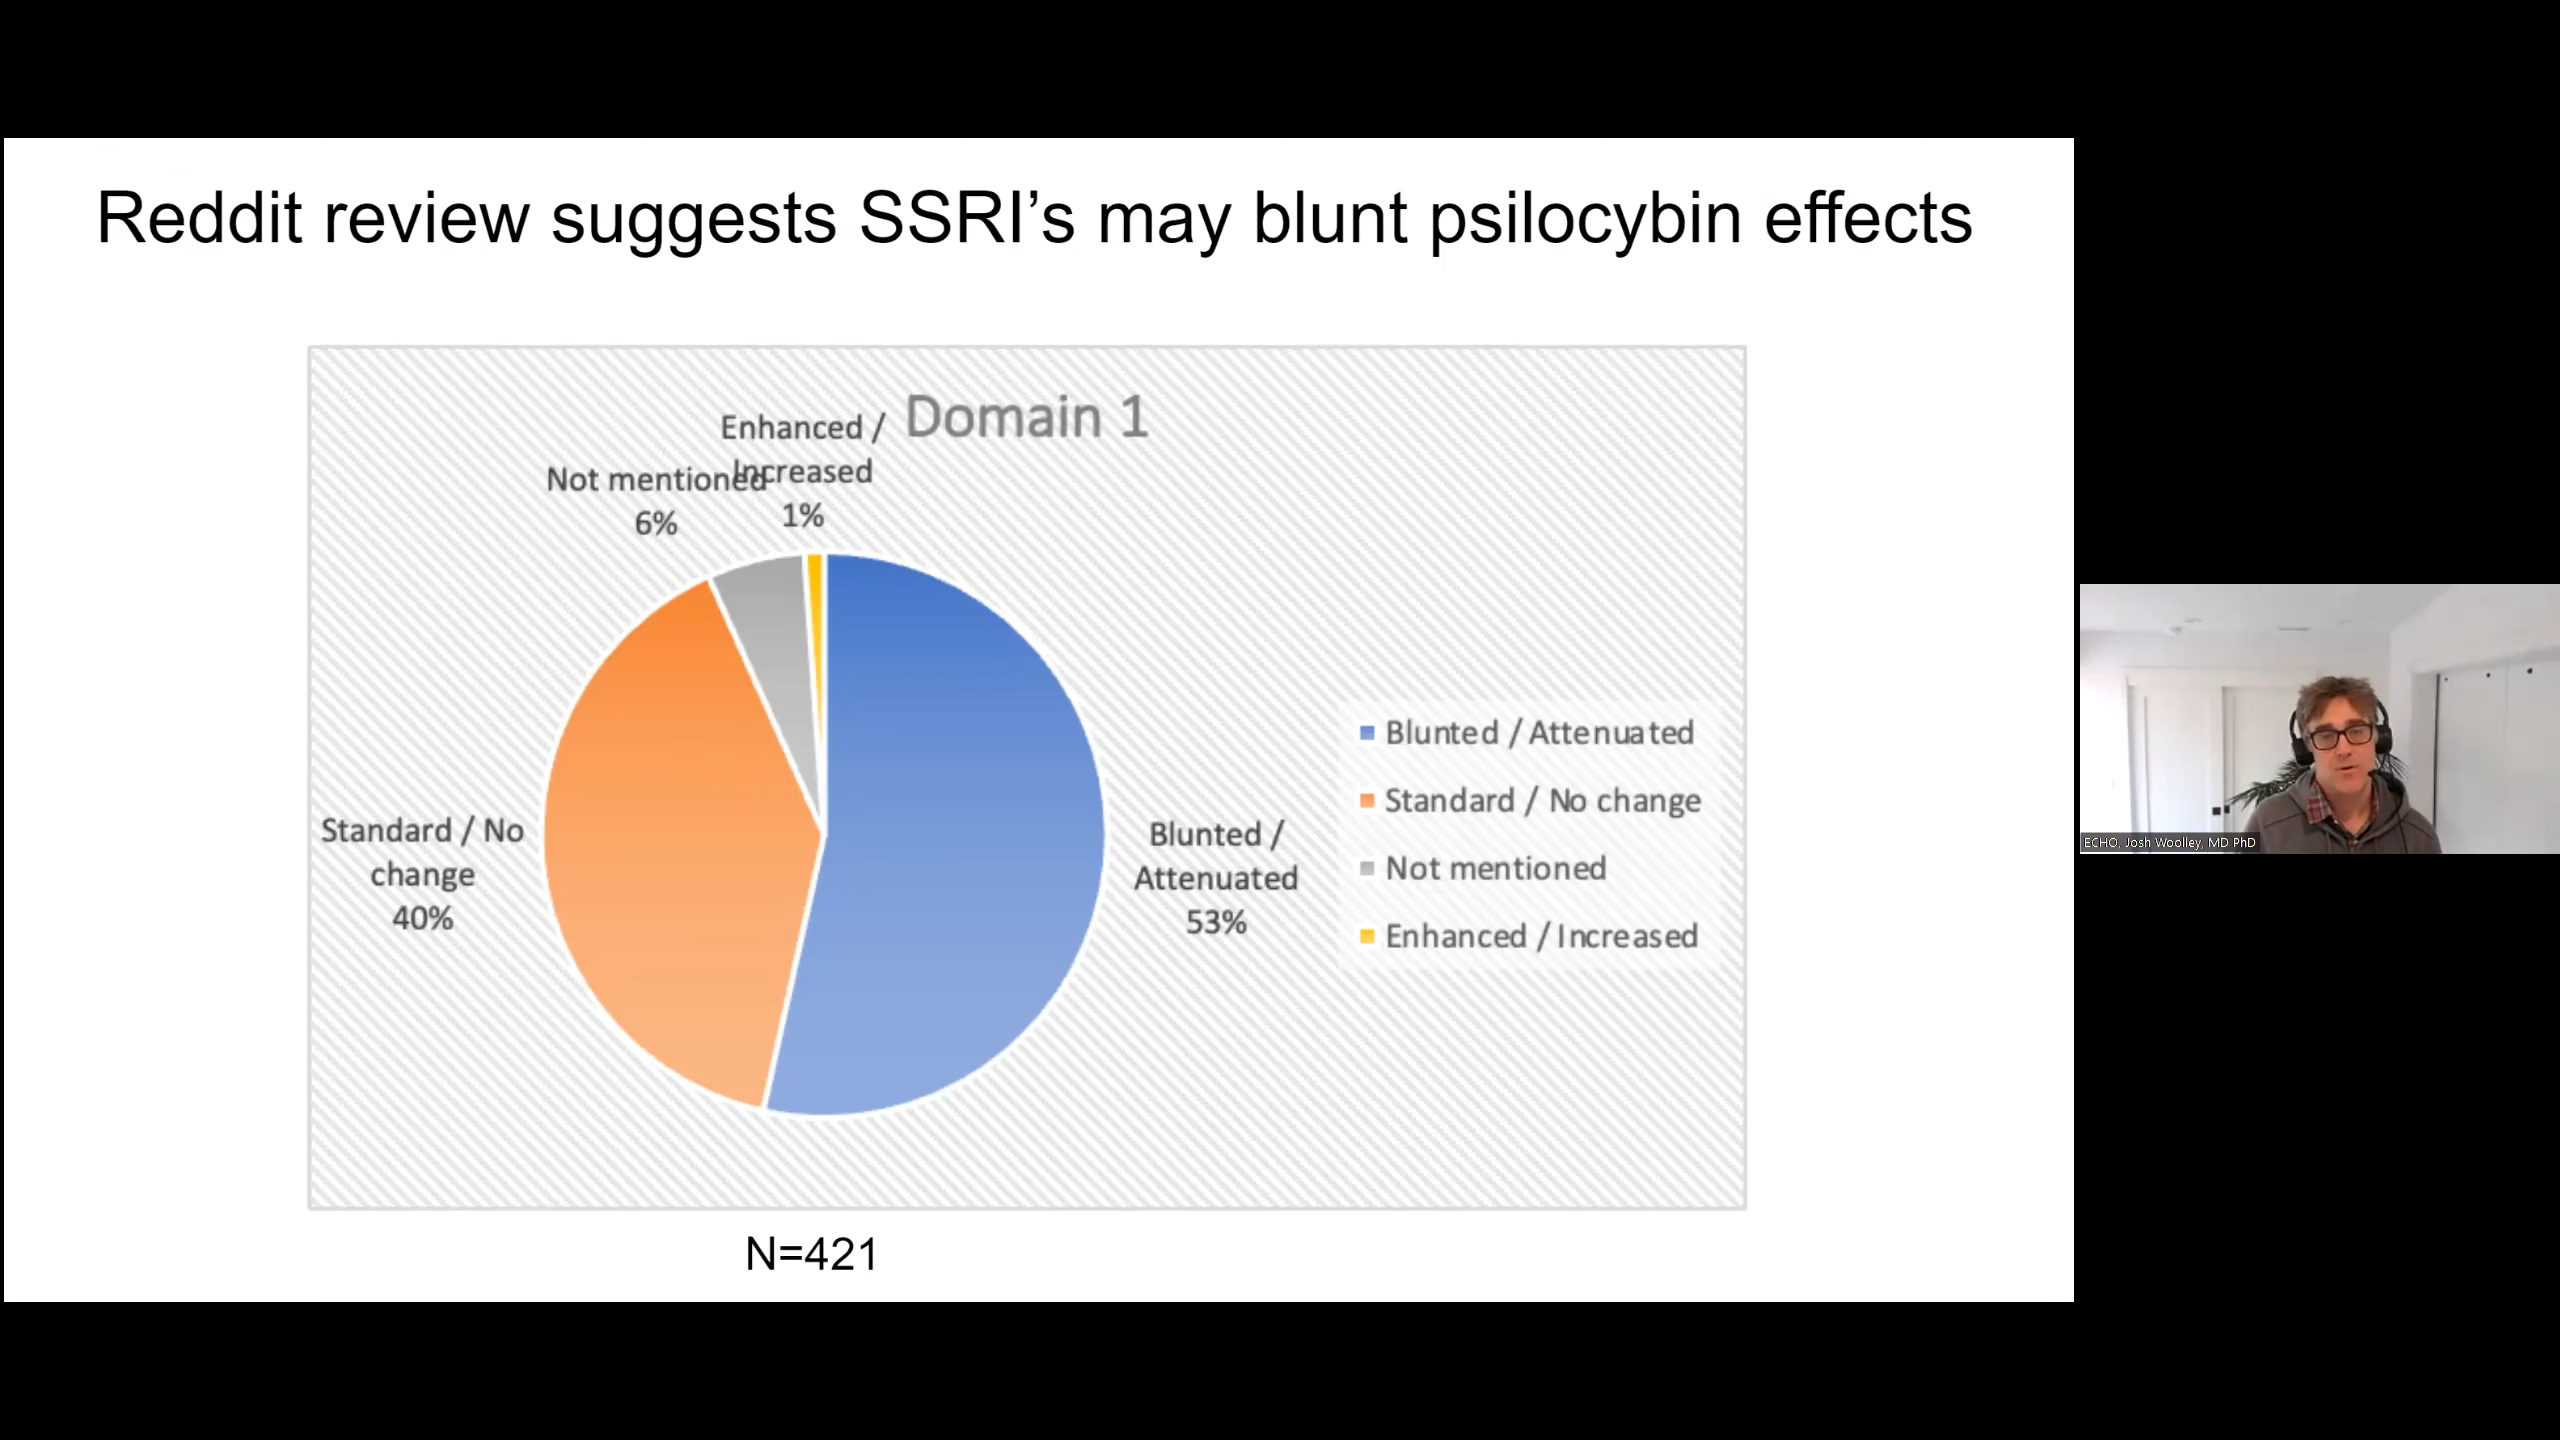 Reddit review suggests SSRI’s may blunt psilocybin effects
Domain 1
Enhanced /
Increased
1%
Not mentioned
6%
Standard / No
change
40%
Blunted /
Attenuated
53%
Blunted / Attenuated
Standard / No change
Not mentioned
Enhanced / Increased
N=421
ECHO, Josh Woolley, MD PhD